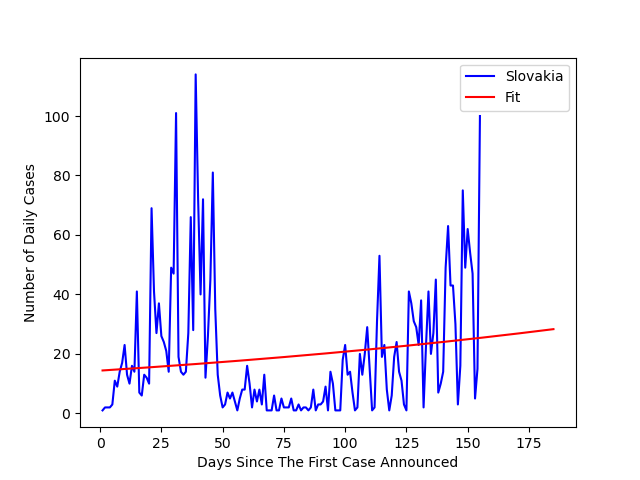 Slovakia
Fit
Number of Daily Cases
100
80
60
40
20
0
0 25 50 75 100 125 150 175
Days Since The First Case Announced